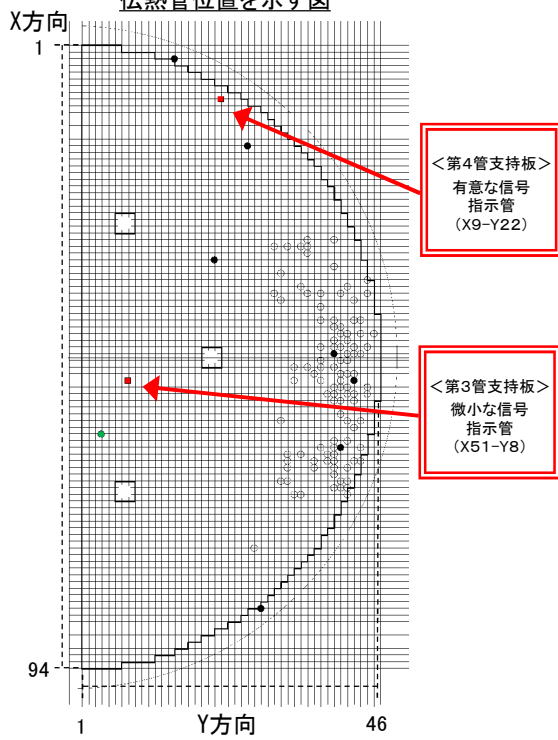 伝熱管位置を示す図
X方向
1
<第4管支持板>
有意な信号
指示管
(X9-Y22)
<第3管支持板>
微小な信号
指示管
(X51-Y8)
94
1
Y方向
46